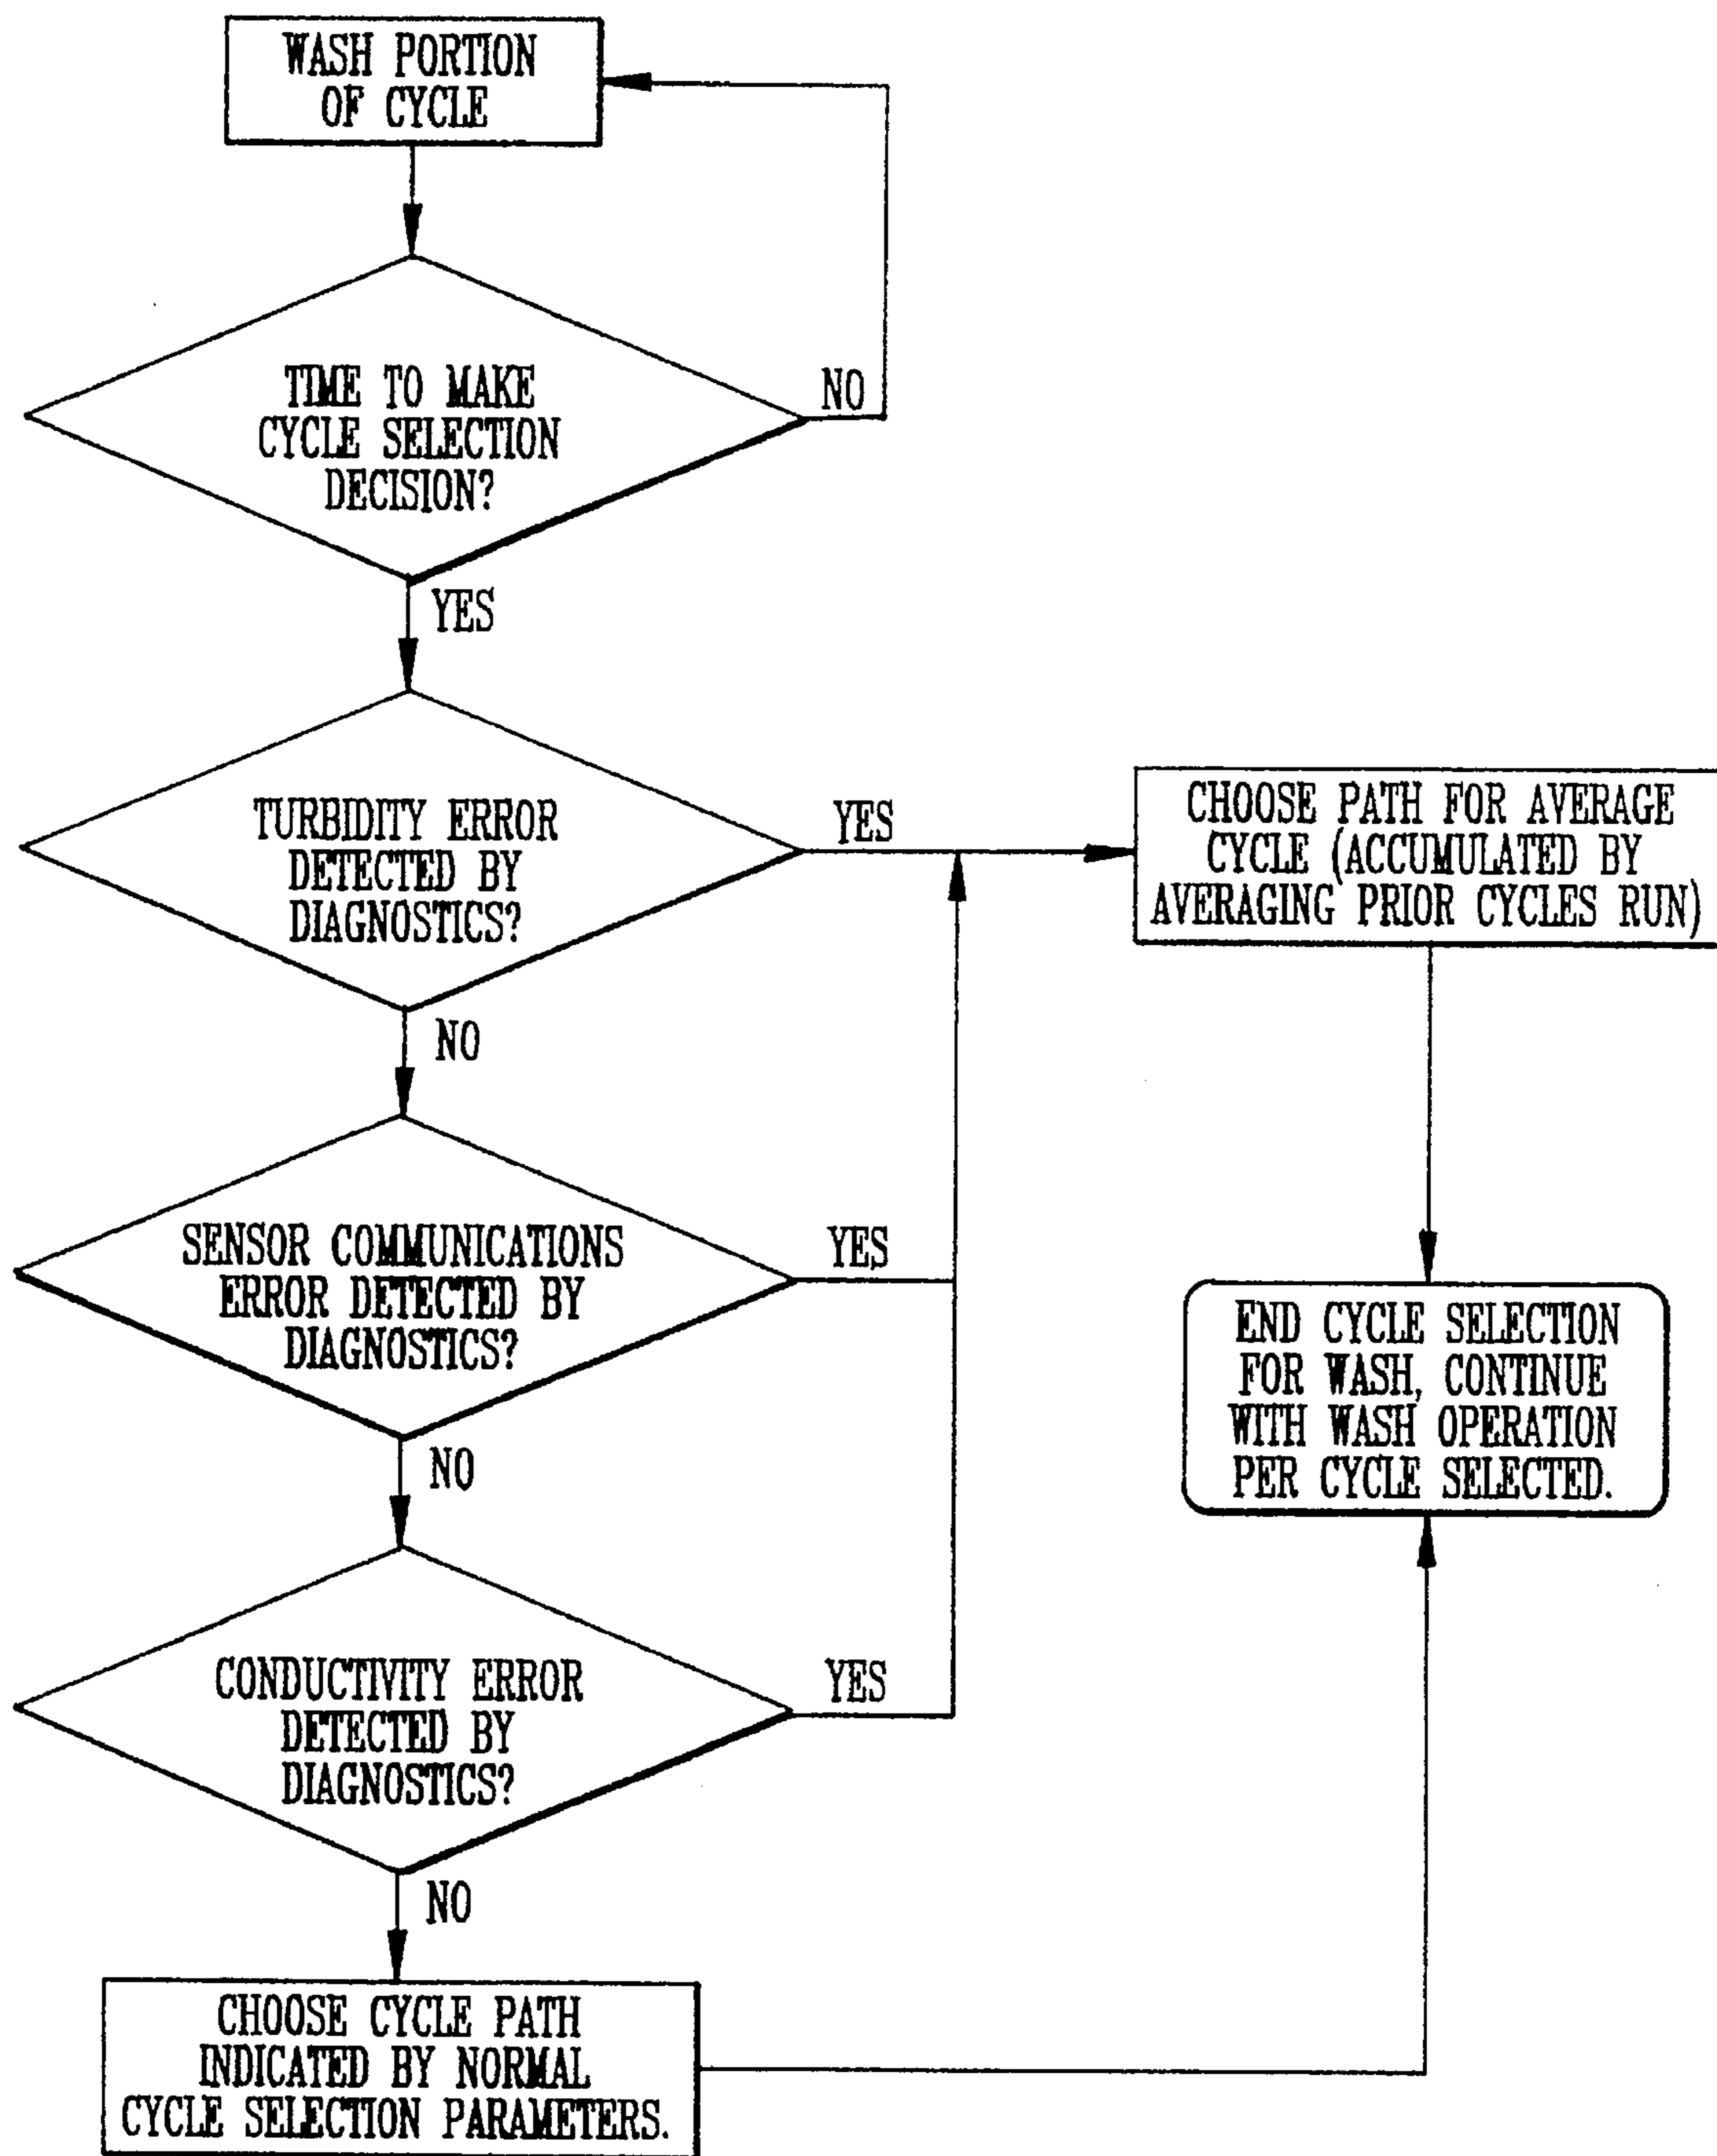 WASH PORTION
OF CYCLE
TIME TO MAKE
CYCLE SELECTION
DECISION?
NO
YES
TURBIDITY ERROR
DETECTED BY
DIAGNOSTICS?
YES
NO
CHOOSE PATH FOR AVERAGE
CYCLE (ACCUMULATED BY
AVERAGING PRIOR CYCLES RUN)
SENSOR COMMUNICATIONS
ERROR DETECTED BY
DIAGNOSTICS?
YES
NO
END CYCLE SELECTION
FOR WASH, CONTINUE
WITH WASH OPERATION
PER CYCLE SELECTED.
CONDUCTIVITY ERROR
DETECTED BY
DIAGNOSTICS?
YES
NO
CHOOSE CYCLE PATH
INDICATED BY NORMAL
CYCLE SELECTION PARAMETERS.